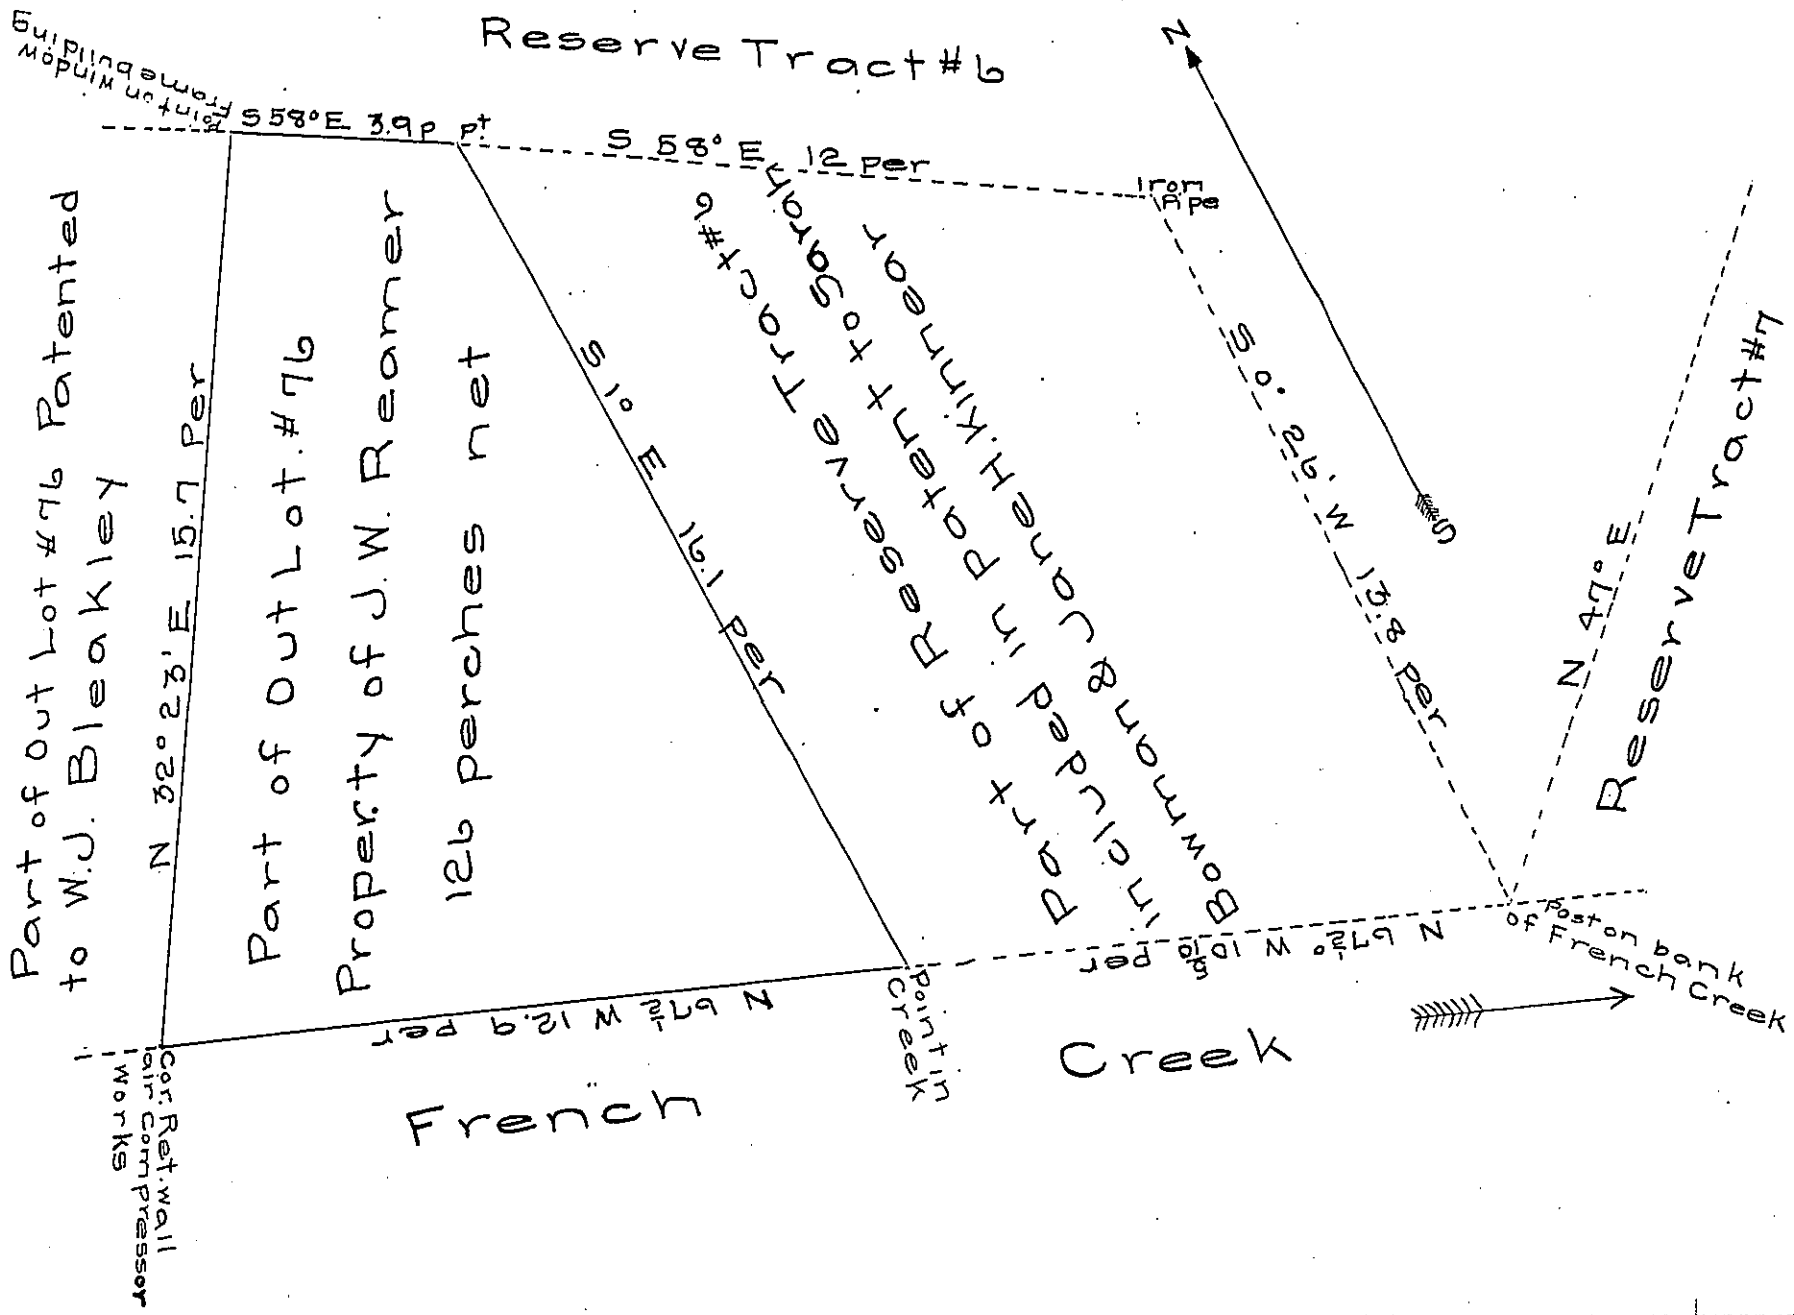 Reserve Tract #6
Point on window
Frame building
S 58° E 3.9 P
Pt.
S 58° E 12 Per
Iron
Pipe
N
S
Part of Out Lot #76 Patented
to W.J. Bleakley
N 32° 23' E 15.7 Per
Part of Out Lot #76
Property of J.W. Reamer
126 perches net
S 1° E 16.1 Per
Part of Reserve Tract #6
included in Patent to Sarah
Bowman & Jane H. Kinnear
S 0° 26' W 13.8 Per
N 47° E
Reserve Tract #7
N 67½ W 12.9 Per
N 67½° W 10 9/10 Per
Point in
Creek
Post on bank
of French Creek
French Creek
Cor. Ret. wall
air compressor
works